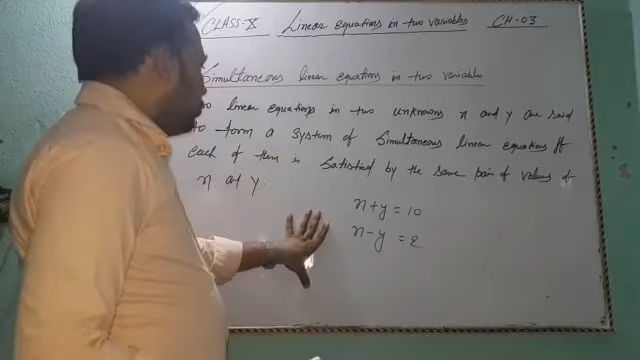 CLASS-X Linear equations in two variables CH-03
Simultaneous linear equations in two variables
linear equations in two unknowns x and y are said
to form a system of Simultaneous linear equations If
each of them is Satisfied by the same pair of values of
x and y.
x+y = 10
x-y = 2